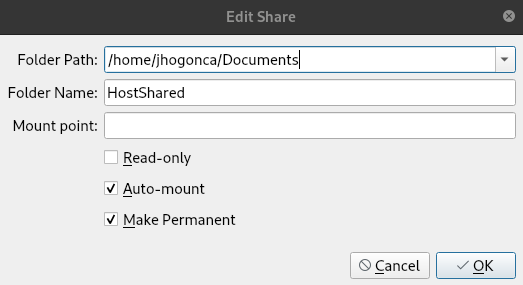 Edit Share
Folder Path: /home/jhogonca/Documents
Folder Name: HostShared
Mount point:
Read-only
Auto-mount
Make Permanent
Cancel OK